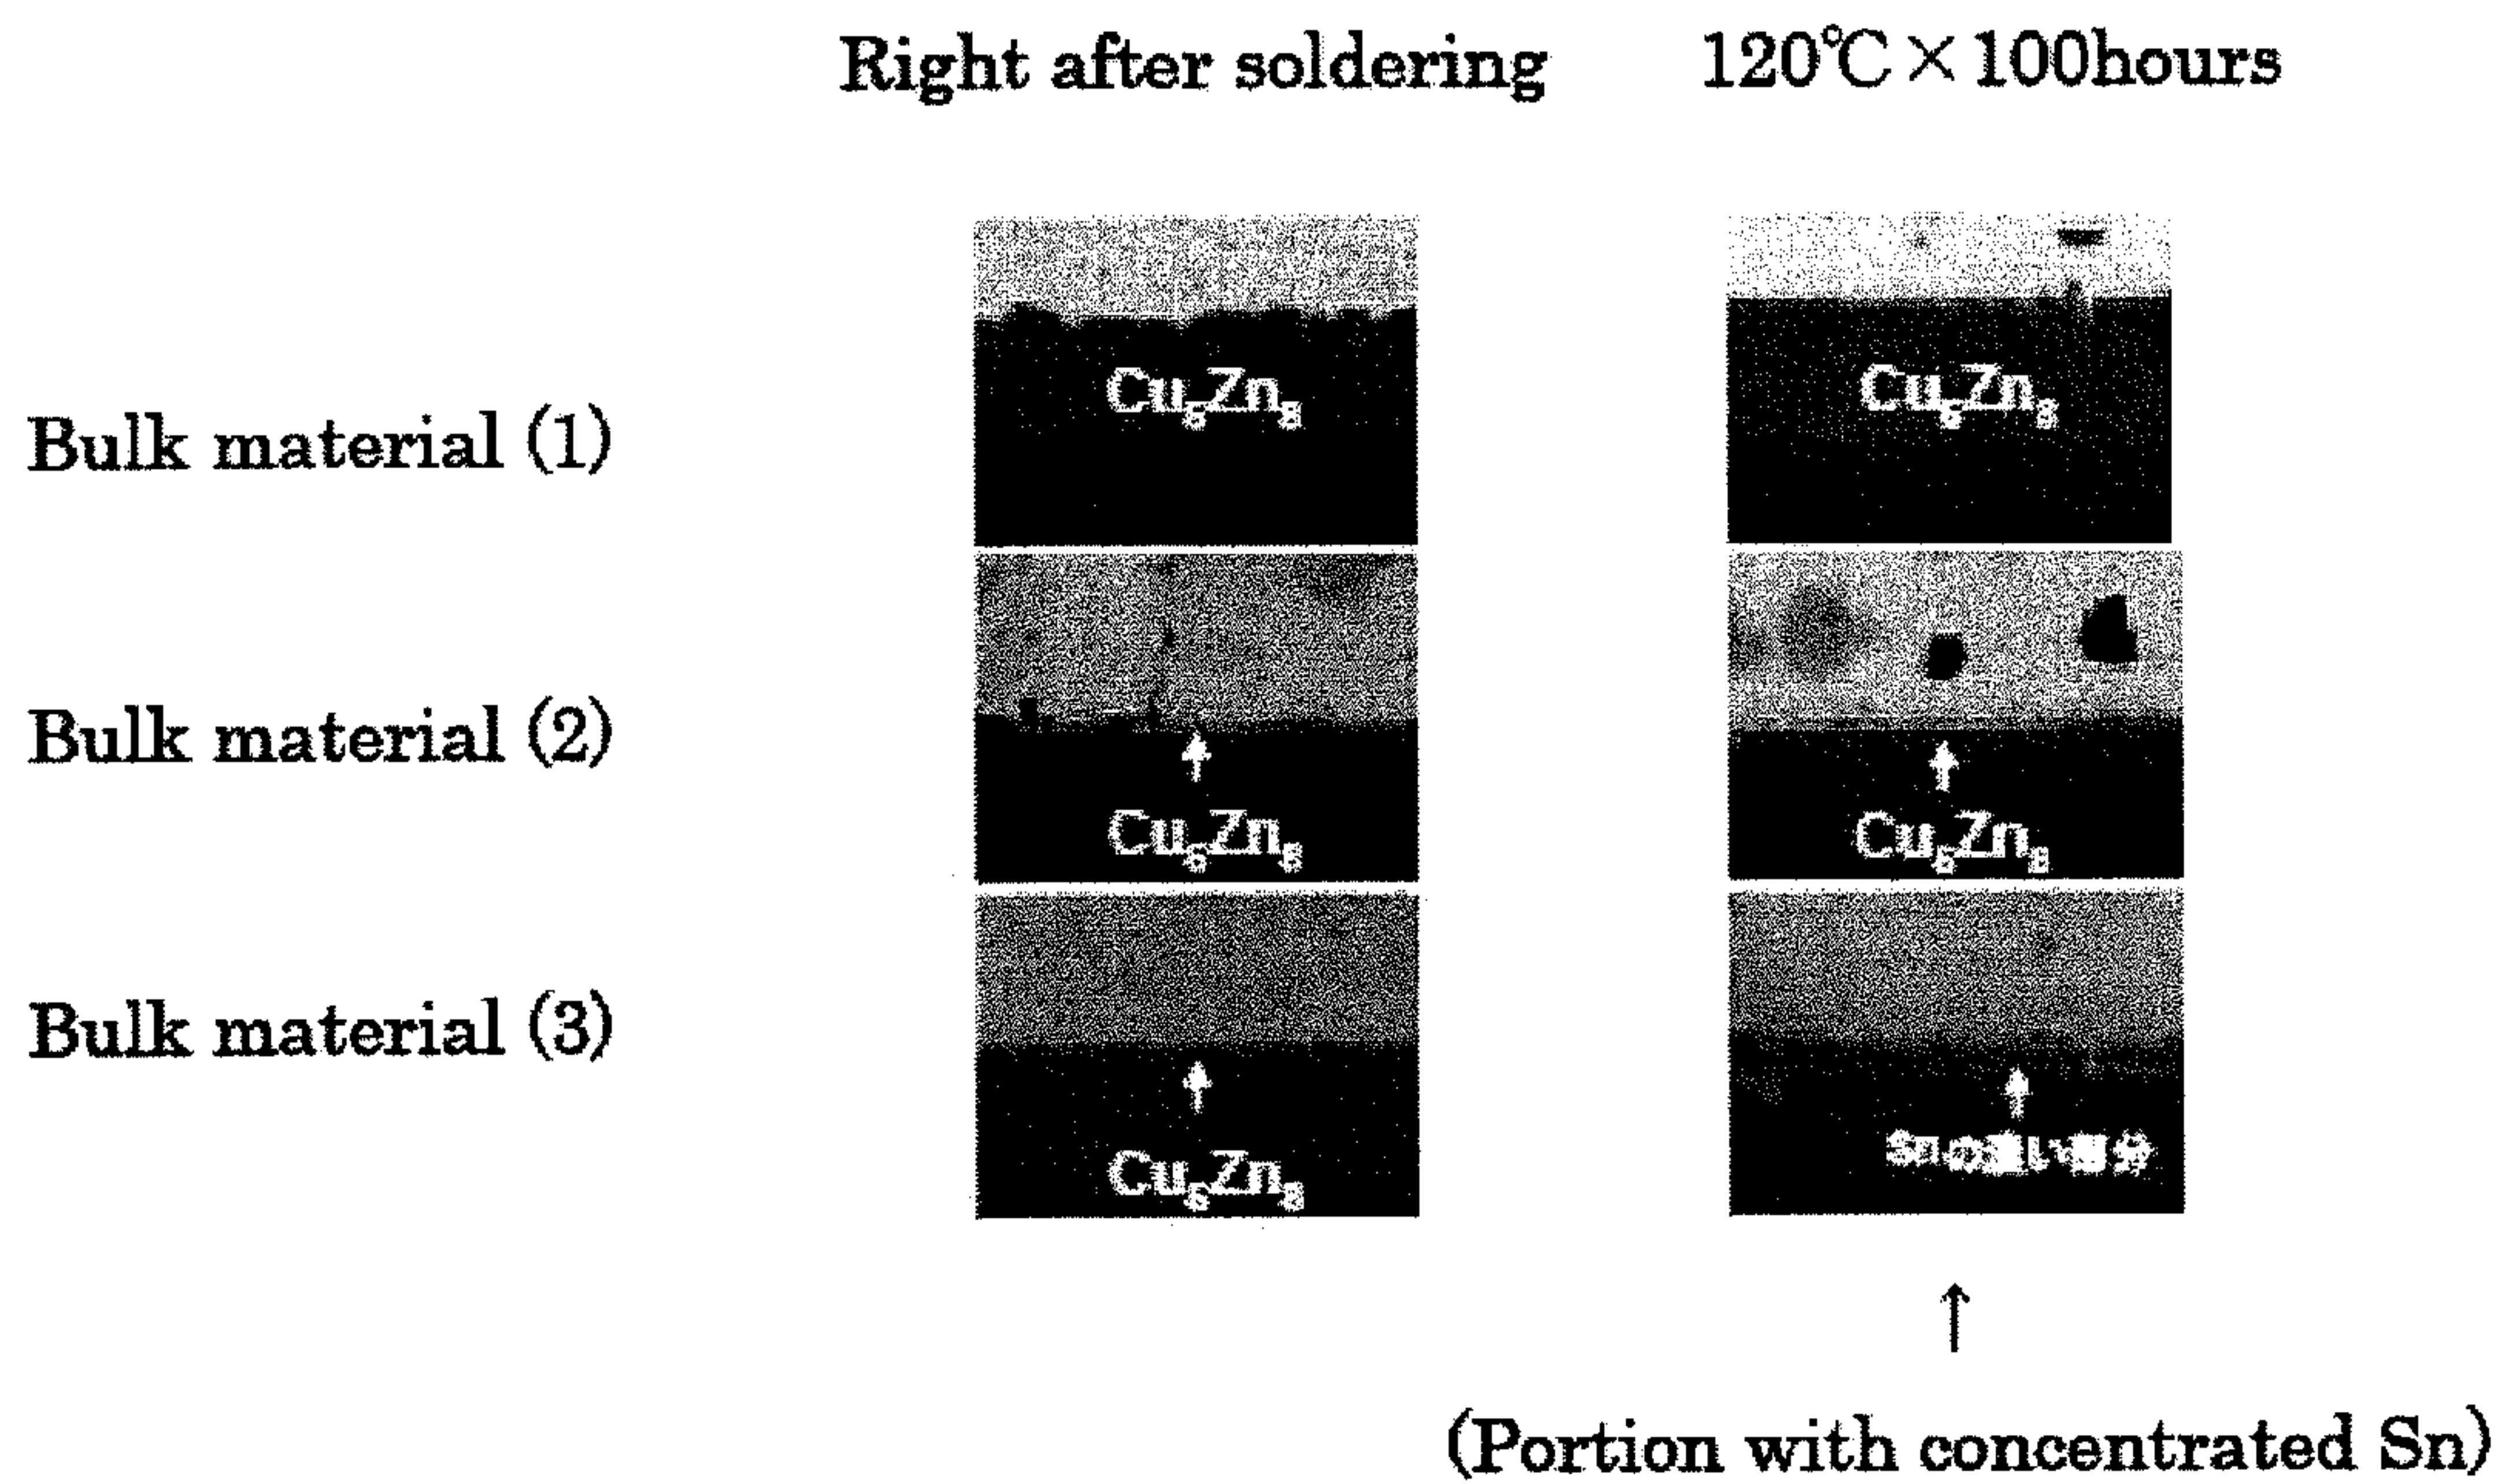 Right after soldering 120℃×100hours
Cu₅Zn₈ Cu₅Zn₈
Bulk material (1)
Bulk material (2)
Cu₅Zn₈ Cu₅Zn₈
Bulk material (3)
Cu₅Zn₈ Sn
(Portion with concentrated Sn)